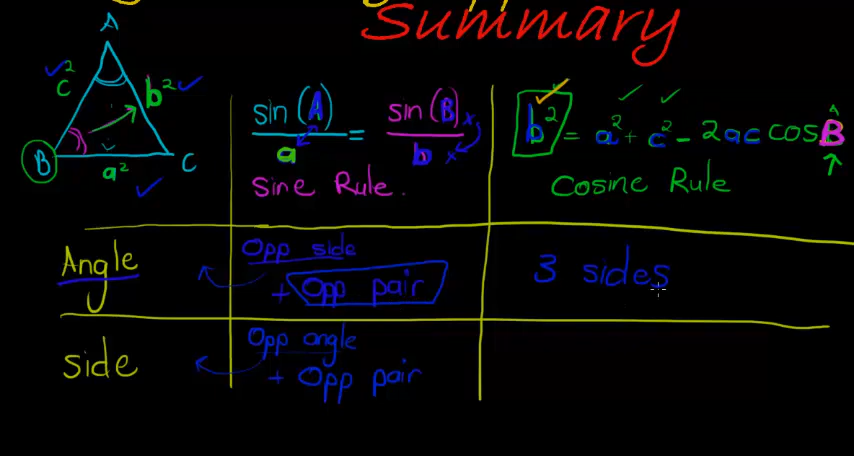 Summary
A
c²
b²
B
a²
C
sin (A) / a = sin (B) / b
Sine Rule.
b² = a² + c² - 2ac cos B̂
Cosine Rule
Angle
Opp side
+ Opp pair
3 sides
side
Opp angle
+ Opp pair